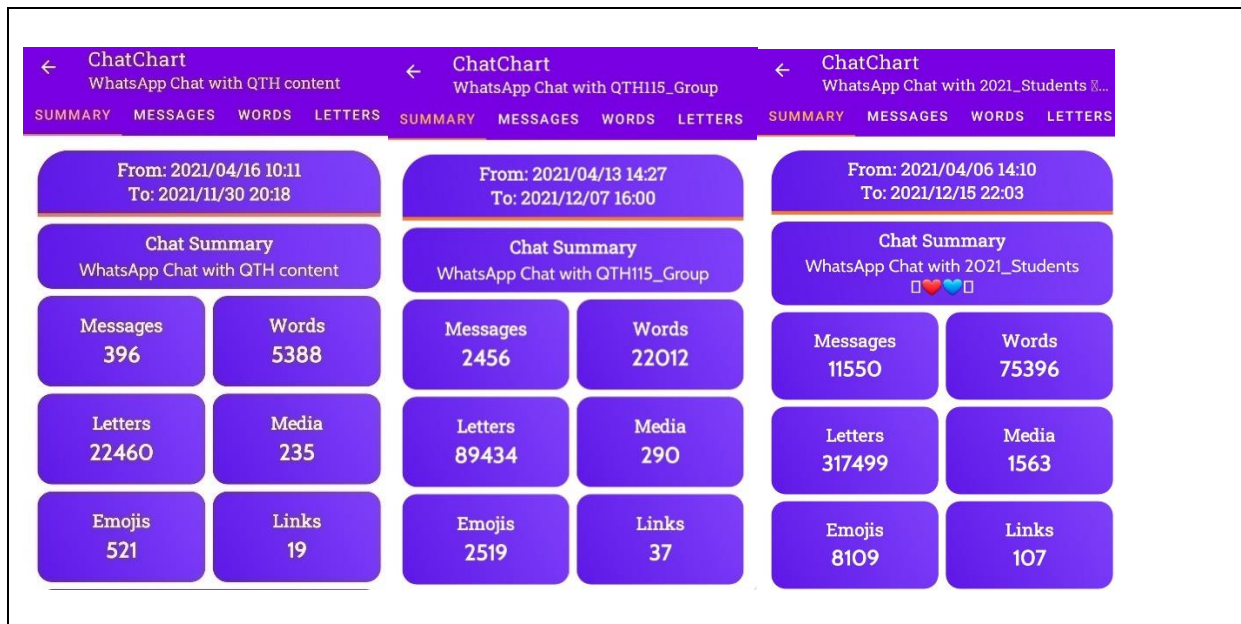 ChatChart
WhatsApp Chat with QTH content
SUMMARY MESSAGES WORDS LETTERS
From: 2021/04/16 10:11
To: 2021/11/30 20:18
Chat Summary
WhatsApp Chat with QTH content
Messages
396
Words
5388
Letters
22460
Media
235
Emojis
521
Links
19
ChatChart
WhatsApp Chat with QTH115_Group
SUMMARY MESSAGES WORDS LETTERS
From: 2021/04/13 14:27
To: 2021/12/07 16:00
Chat Summary
WhatsApp Chat with QTH115_Group
Messages
2456
Words
22012
Letters
89434
Media
290
Emojis
2519
Links
37
ChatChart
WhatsApp Chat with 2021_Students ...
SUMMARY MESSAGES WORDS LETTERS
From: 2021/04/06 14:10
To: 2021/12/15 22:03
Chat Summary
WhatsApp Chat with 2021_Students
❤️💙
Messages
11550
Words
75396
Letters
317499
Media
1563
Emojis
8109
Links
107